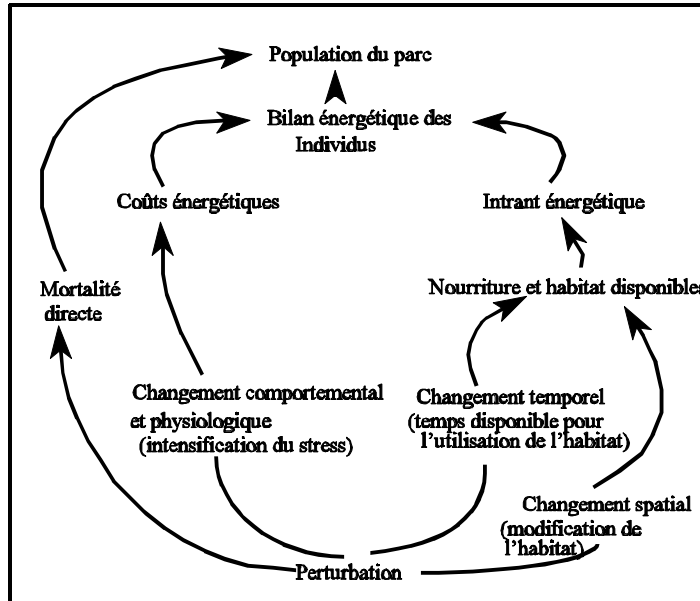 Population du parc
Bilan énergétique des
Individus
Coûts énergétiques
Intrant énergétique
Mortalité
directe
Nourriture et habitat disponibles
Changement comportemental
et physiologique
(intensification du stress)
Changement temporel
(temps disponible pour
l'utilisation de l'habitat)
Changement spatial
(modification de
l'habitat)
Perturbation